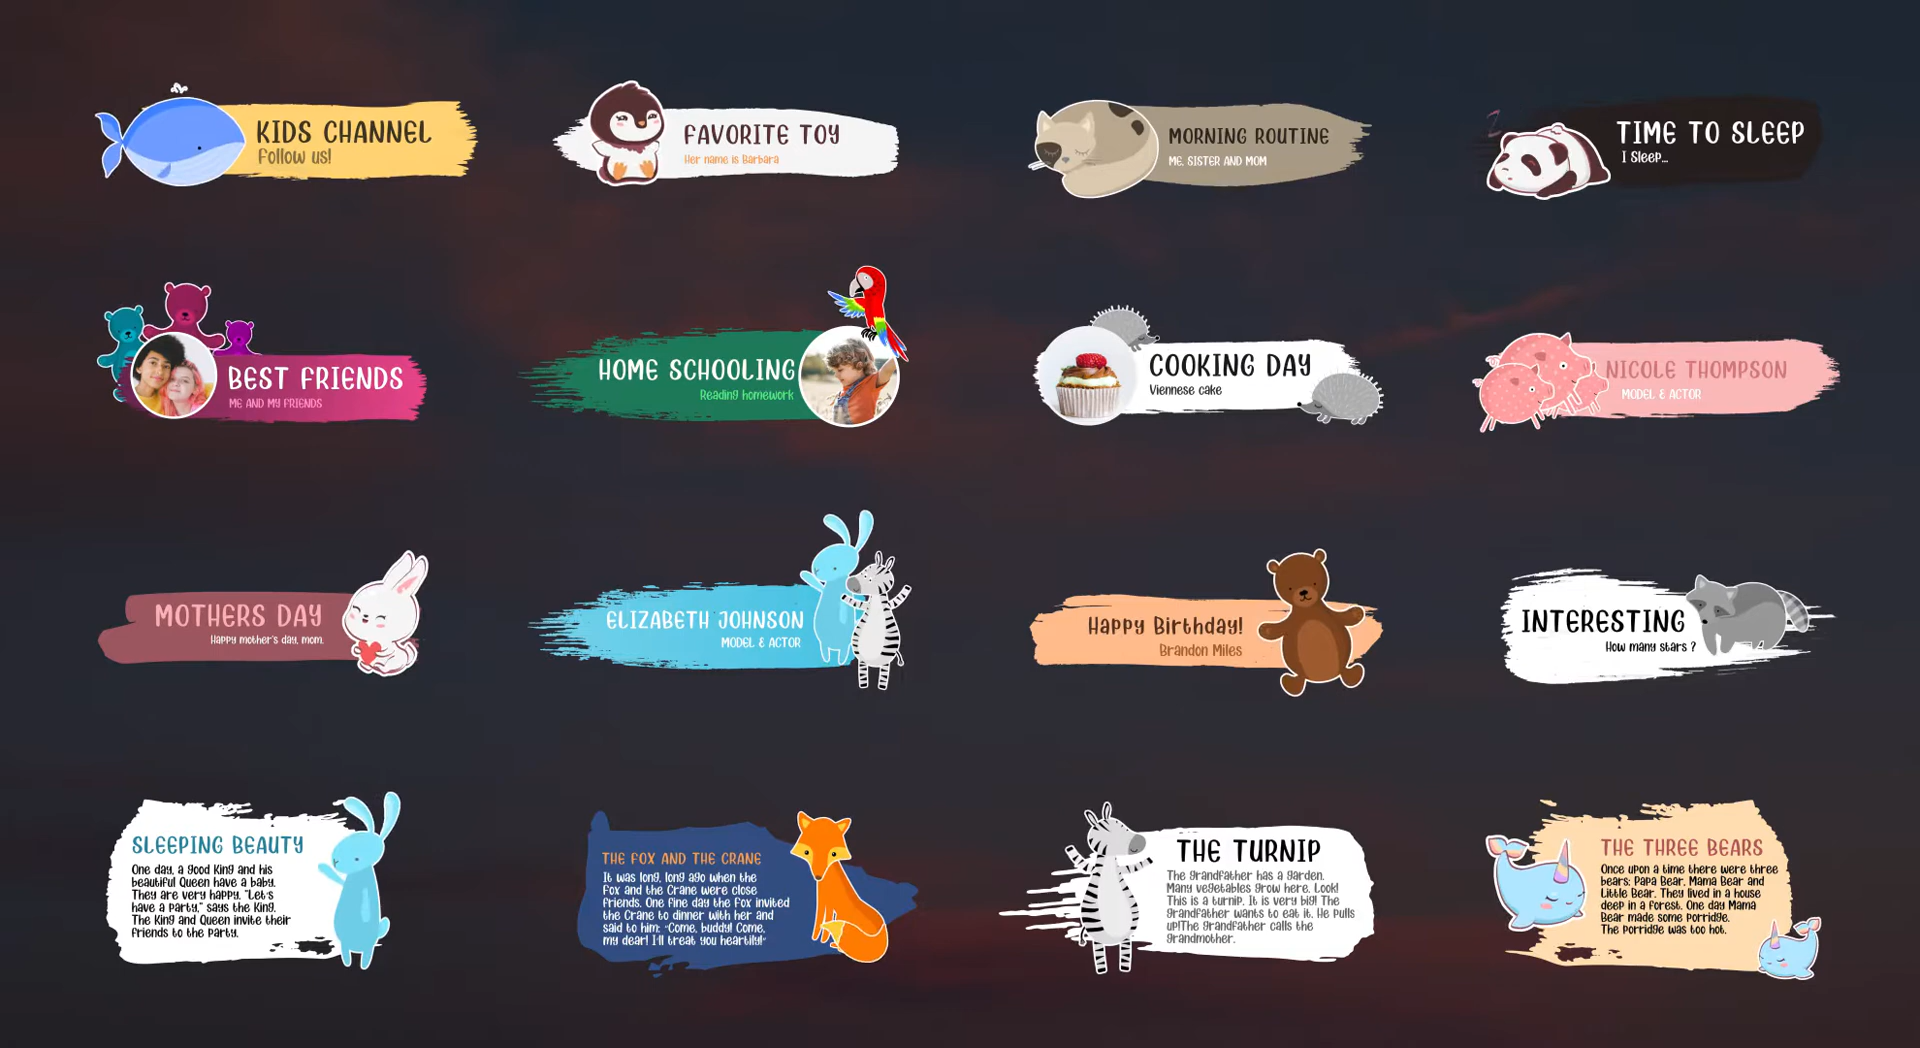 KIDS CHANNEL
Follow us!
FAVORITE TOY
Her name is Barbara
MORNING ROUTINE
ME, SISTER AND MOM
Z
TIME TO SLEEP
I Sleep...
BEST FRIENDS
ME AND MY FRIENDS
HOME SCHOOLING
Reading homework
COOKING DAY
Viennese cake
NICOLE THOMPSON
MODEL & ACTOR
MOTHERS DAY
Happy mother's day, mom.
ELIZABETH JOHNSON
MODEL & ACTOR
Happy Birthday!
Brandon Miles
INTERESTING
How many stars ?
SLEEPING BEAUTY
One day, a good King and his
beautiful Queen have a baby.
They are very happy. "Let's
have a party," says the King.
The King and Queen invite their
friends to the party.
THE FOX AND THE CRANE
It was long, long ago when the
Fox and the Crane were close
friends. One fine day the Fox invited
the Crane to dinner with her and
said to him: "Come, buddy! Come,
my dear! I'll treat you heartily!"
THE TURNIP
The grandfather has a garden.
Many vegetables grow here. Look!
This is a turnip. It is very big! The
grandfather wants to eat it. He pulls
up!The grandfather calls the
grandmother.
THE THREE BEARS
Once upon a time there were three
bears: Papa Bear, Mama Bear and
Little Bear. They lived in a house
deep in a forest. One day Mama
Bear made some porridge.
The porridge was too hot.